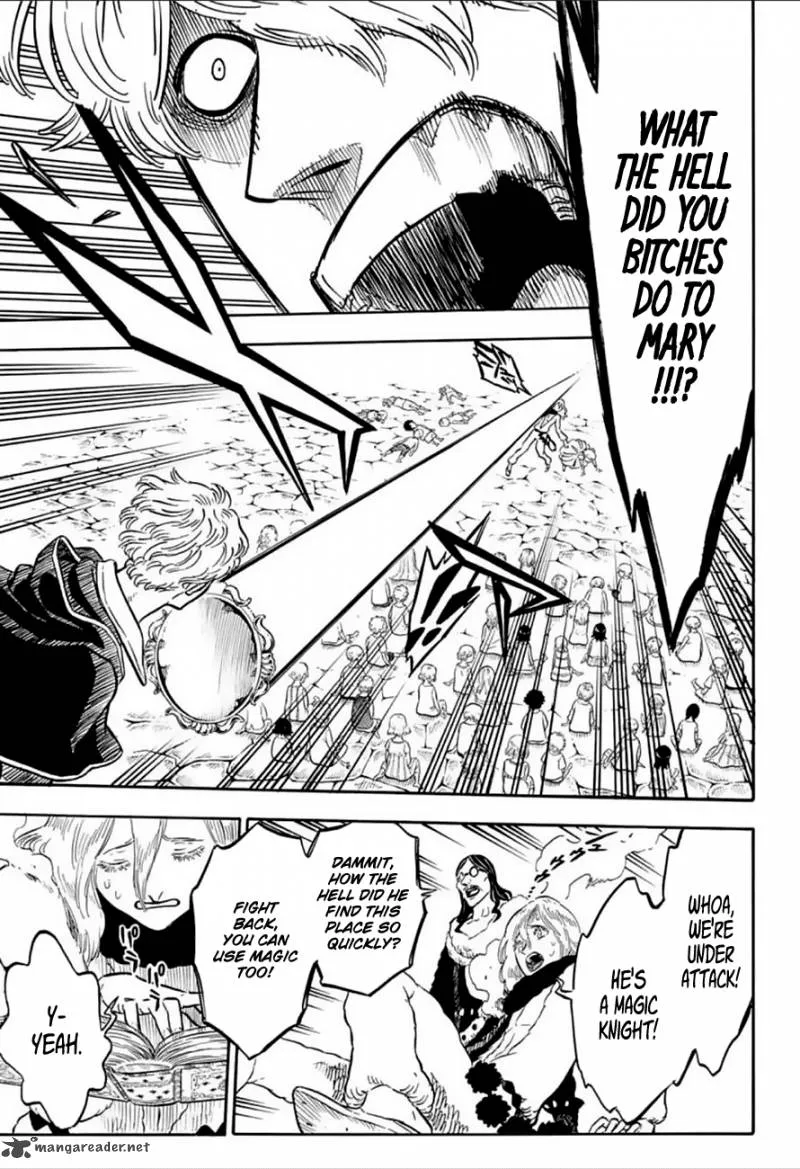 WHAT
THE HELL
DID YOU
BITCHES
DO TO
MARY
!!!?
WHOA,
WE'RE
UNDER
ATTACK!
HE'S
A MAGIC
KNIGHT!
DAMMIT,
HOW THE
HELL DID HE
FIND THIS
PLACE SO
QUICKLY?
FIGHT
BACK,
YOU CAN
USE MAGIC
TOO!
Y-
YEAH.
mangareader.net